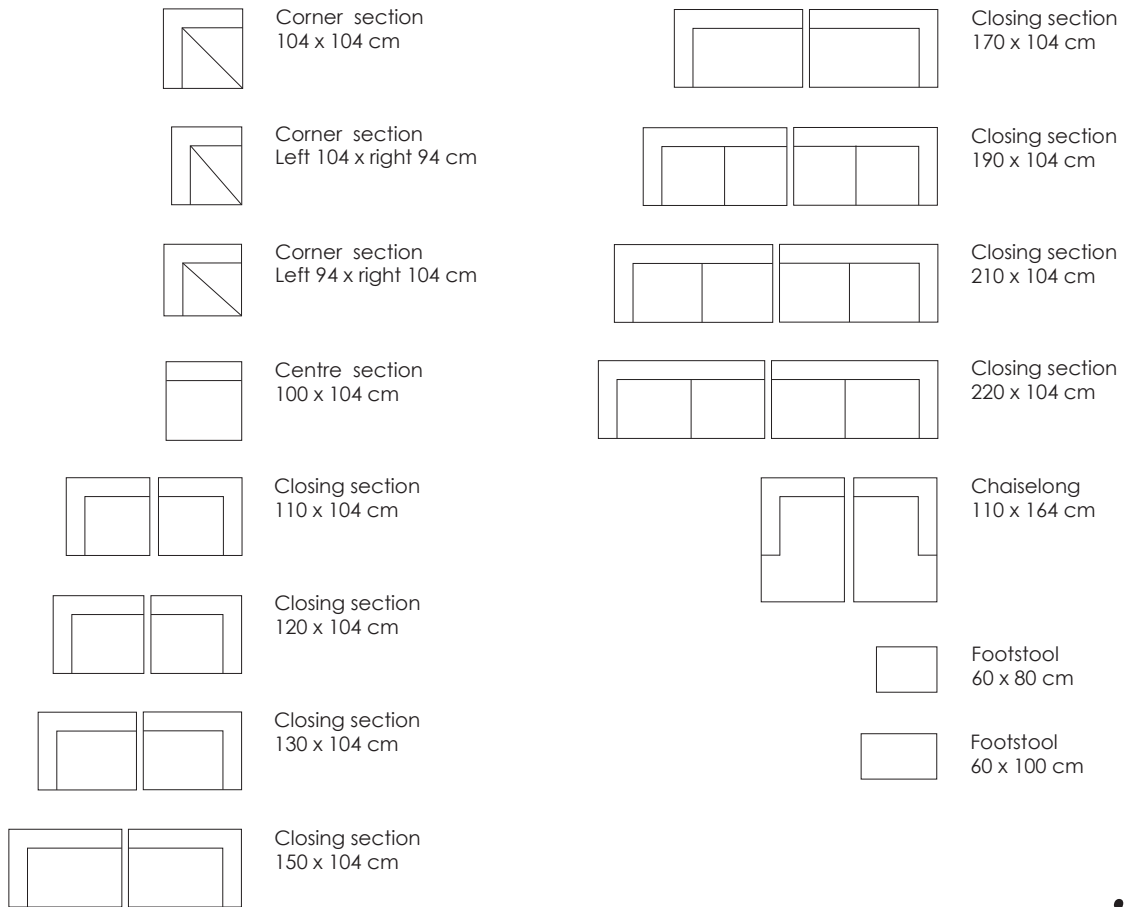 Corner section
104 x 104 cm
Corner section
Left 104 x right 94 cm
Corner section
Left 94 x right 104 cm
Centre section
100 x 104 cm
Closing section
110 x 104 cm
Closing section
120 x 104 cm
Closing section
130 x 104 cm
Closing section
150 x 104 cm
Closing section
170 x 104 cm
Closing section
190 x 104 cm
Closing section
210 x 104 cm
Closing section
220 x 104 cm
Chaiselong
110 x 164 cm
Footstool
60 x 80 cm
Footstool
60 x 100 cm